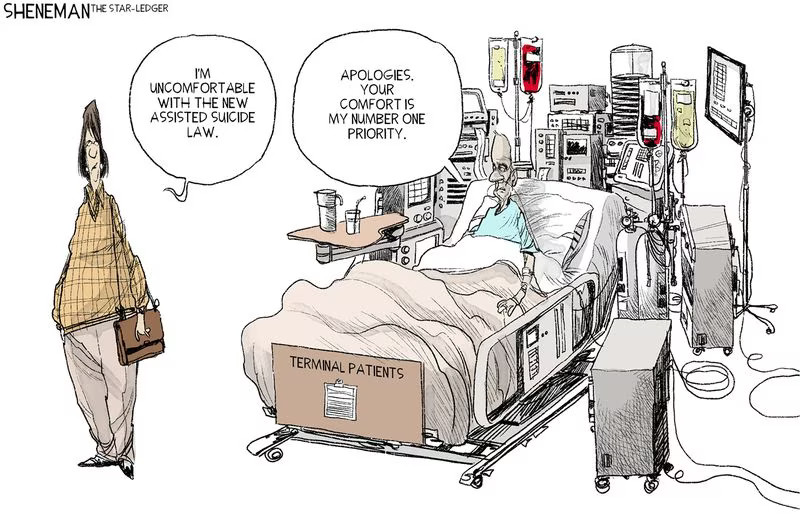 SHENEMAN THE STAR-LEDGER
I'M
UNCOMFORTABLE
WITH THE NEW
ASSISTED SUICIDE
LAW.
APOLOGIES.
YOUR
COMFORT IS
MY NUMBER ONE
PRIORITY.
TERMINAL PATIENTS